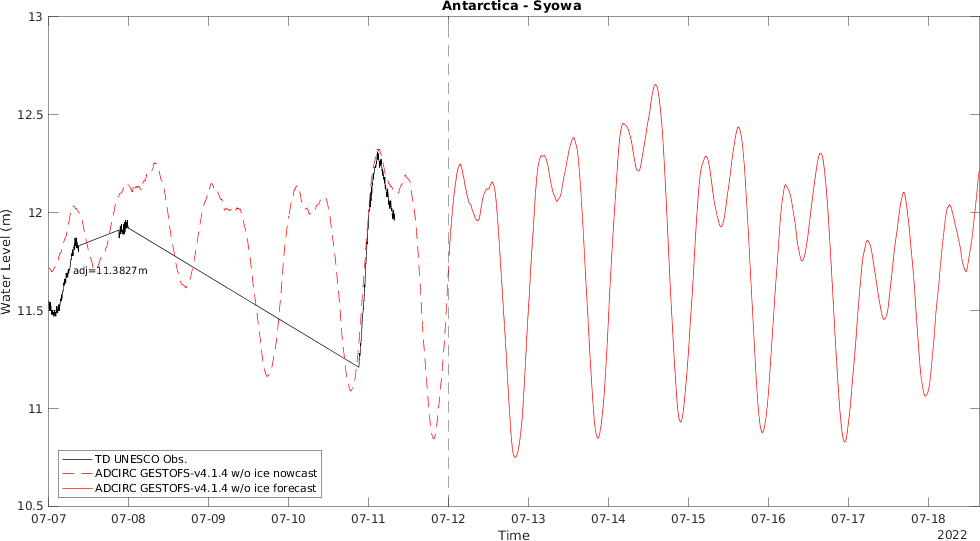 Antarctica - Syowa
13
12.5
12
11.5
11
10.5
Water Level (m)
adj=11.3827m
TD UNESCO Obs.
ADCIRC GESTOFS-v4.1.4 w/o ice nowcast
ADCIRC GESTOFS-v4.1.4 w/o ice forecast
07-07 07-08 07-09 07-10 07-11 07-12 07-13 07-14 07-15 07-16 07-17 07-18
Time
2022